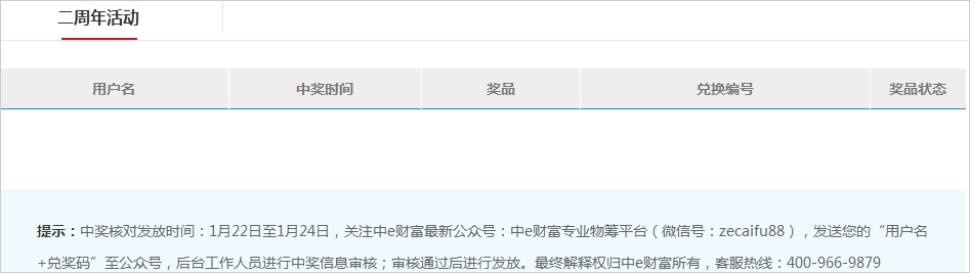 二周年活动
用户名 中奖时间 奖品 兑换编号 奖品状态
提示：中奖核对发放时间：1月22日至1月24日，关注中e财富最新公众号：中e财富专业物筹平台（微信号：zecaifu88），发送您的“用户名
+兑奖码”至公众号，后台工作人员进行中奖信息审核；审核通过后进行发放。最终解释权归中e财富所有，客服热线：400-966-9879